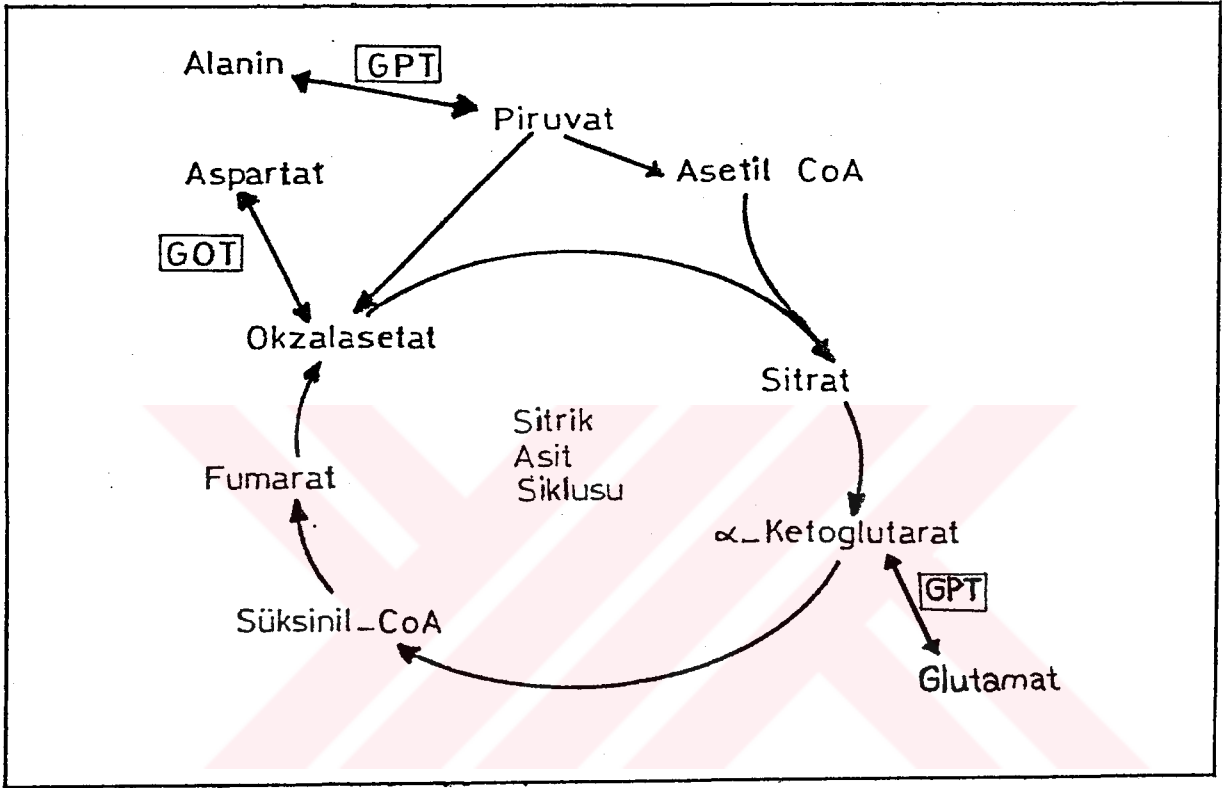 Alanin
GPT
Piruvat
Aspartat
Asetil CoA
GOT
Okzalasetat
Sitrat
Sitrik
Asit
Siklusu
Fumarat
α-Ketoglutarat
GPT
Süksinil-CoA
Glutamat